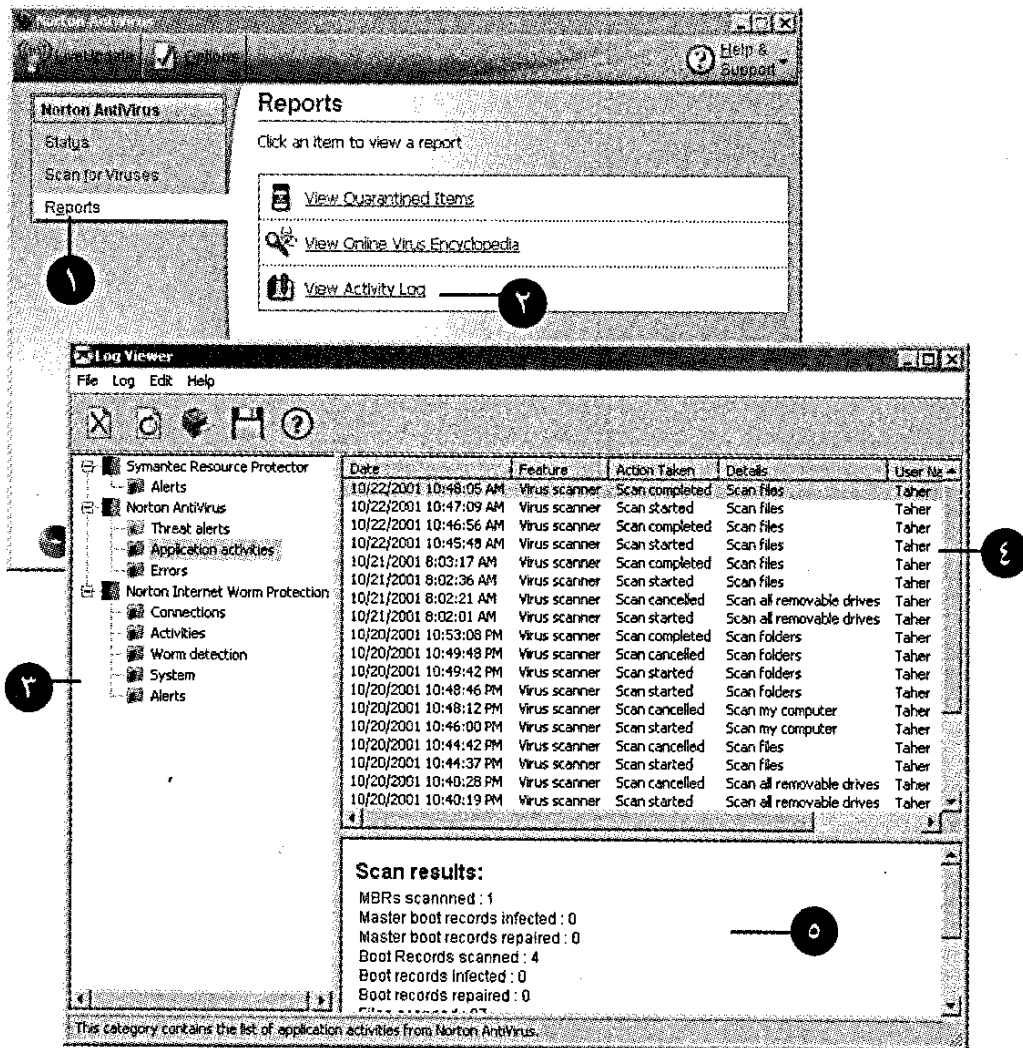 Norton AntiVirus
LiveUpdate Options Help & Support
Norton AntiVirus
Status
Scan for Viruses
Reports
Reports
Click an item to view a report
View Quarantined Items
View Online Virus Encyclopedia
View Activity Log
١
٢
Log Viewer
File Log Edit Help
Symantec Resource Protector
Alerts
Norton AntiVirus
Threat alerts
Application activities
Errors
Norton Internet Worm Protection
Connections
Activities
Worm detection
System
Alerts
٣
Date Feature Action Taken Details User Na
10/22/2001 10:48:05 AM Virus scanner Scan completed Scan files Taher
10/22/2001 10:47:09 AM Virus scanner Scan started Scan files Taher
10/22/2001 10:46:56 AM Virus scanner Scan completed Scan files Taher
10/22/2001 10:45:48 AM Virus scanner Scan started Scan files Taher
10/21/2001 8:03:17 AM Virus scanner Scan completed Scan files Taher
10/21/2001 8:02:36 AM Virus scanner Scan started Scan files Taher
10/21/2001 8:02:21 AM Virus scanner Scan cancelled Scan all removable drives Taher
10/21/2001 8:02:01 AM Virus scanner Scan started Scan all removable drives Taher
10/20/2001 10:53:08 PM Virus scanner Scan completed Scan folders Taher
10/20/2001 10:49:48 PM Virus scanner Scan cancelled Scan folders Taher
10/20/2001 10:49:42 PM Virus scanner Scan started Scan folders Taher
10/20/2001 10:48:46 PM Virus scanner Scan started Scan folders Taher
10/20/2001 10:48:12 PM Virus scanner Scan cancelled Scan my computer Taher
10/20/2001 10:46:00 PM Virus scanner Scan started Scan my computer Taher
10/20/2001 10:44:42 PM Virus scanner Scan cancelled Scan files Taher
10/20/2001 10:44:37 PM Virus scanner Scan started Scan files Taher
10/20/2001 10:40:28 PM Virus scanner Scan cancelled Scan all removable drives Taher
10/20/2001 10:40:19 PM Virus scanner Scan started Scan all removable drives Taher
٤
Scan results:
MBRs scannned : 1
Master boot records infected : 0
Master boot records repaired : 0
Boot Records scanned : 4
Boot records infected : 0
Boot records repaired : 0
٥
This category contains the list of application activities from Norton AntiVirus.